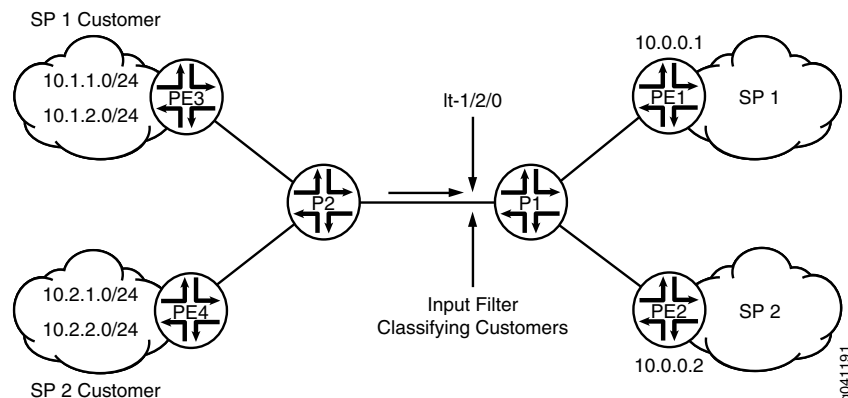 SP 1 Customer
10.1.1.0/24
10.1.2.0/24
PE3
lt-1/2/0
10.0.0.1
PE1
SP 1
P2
P1
10.2.1.0/24
10.2.2.0/24
PE4
SP 2 Customer
Input Filter
Classifying Customers
PE2
SP 2
10.0.0.2
g041191